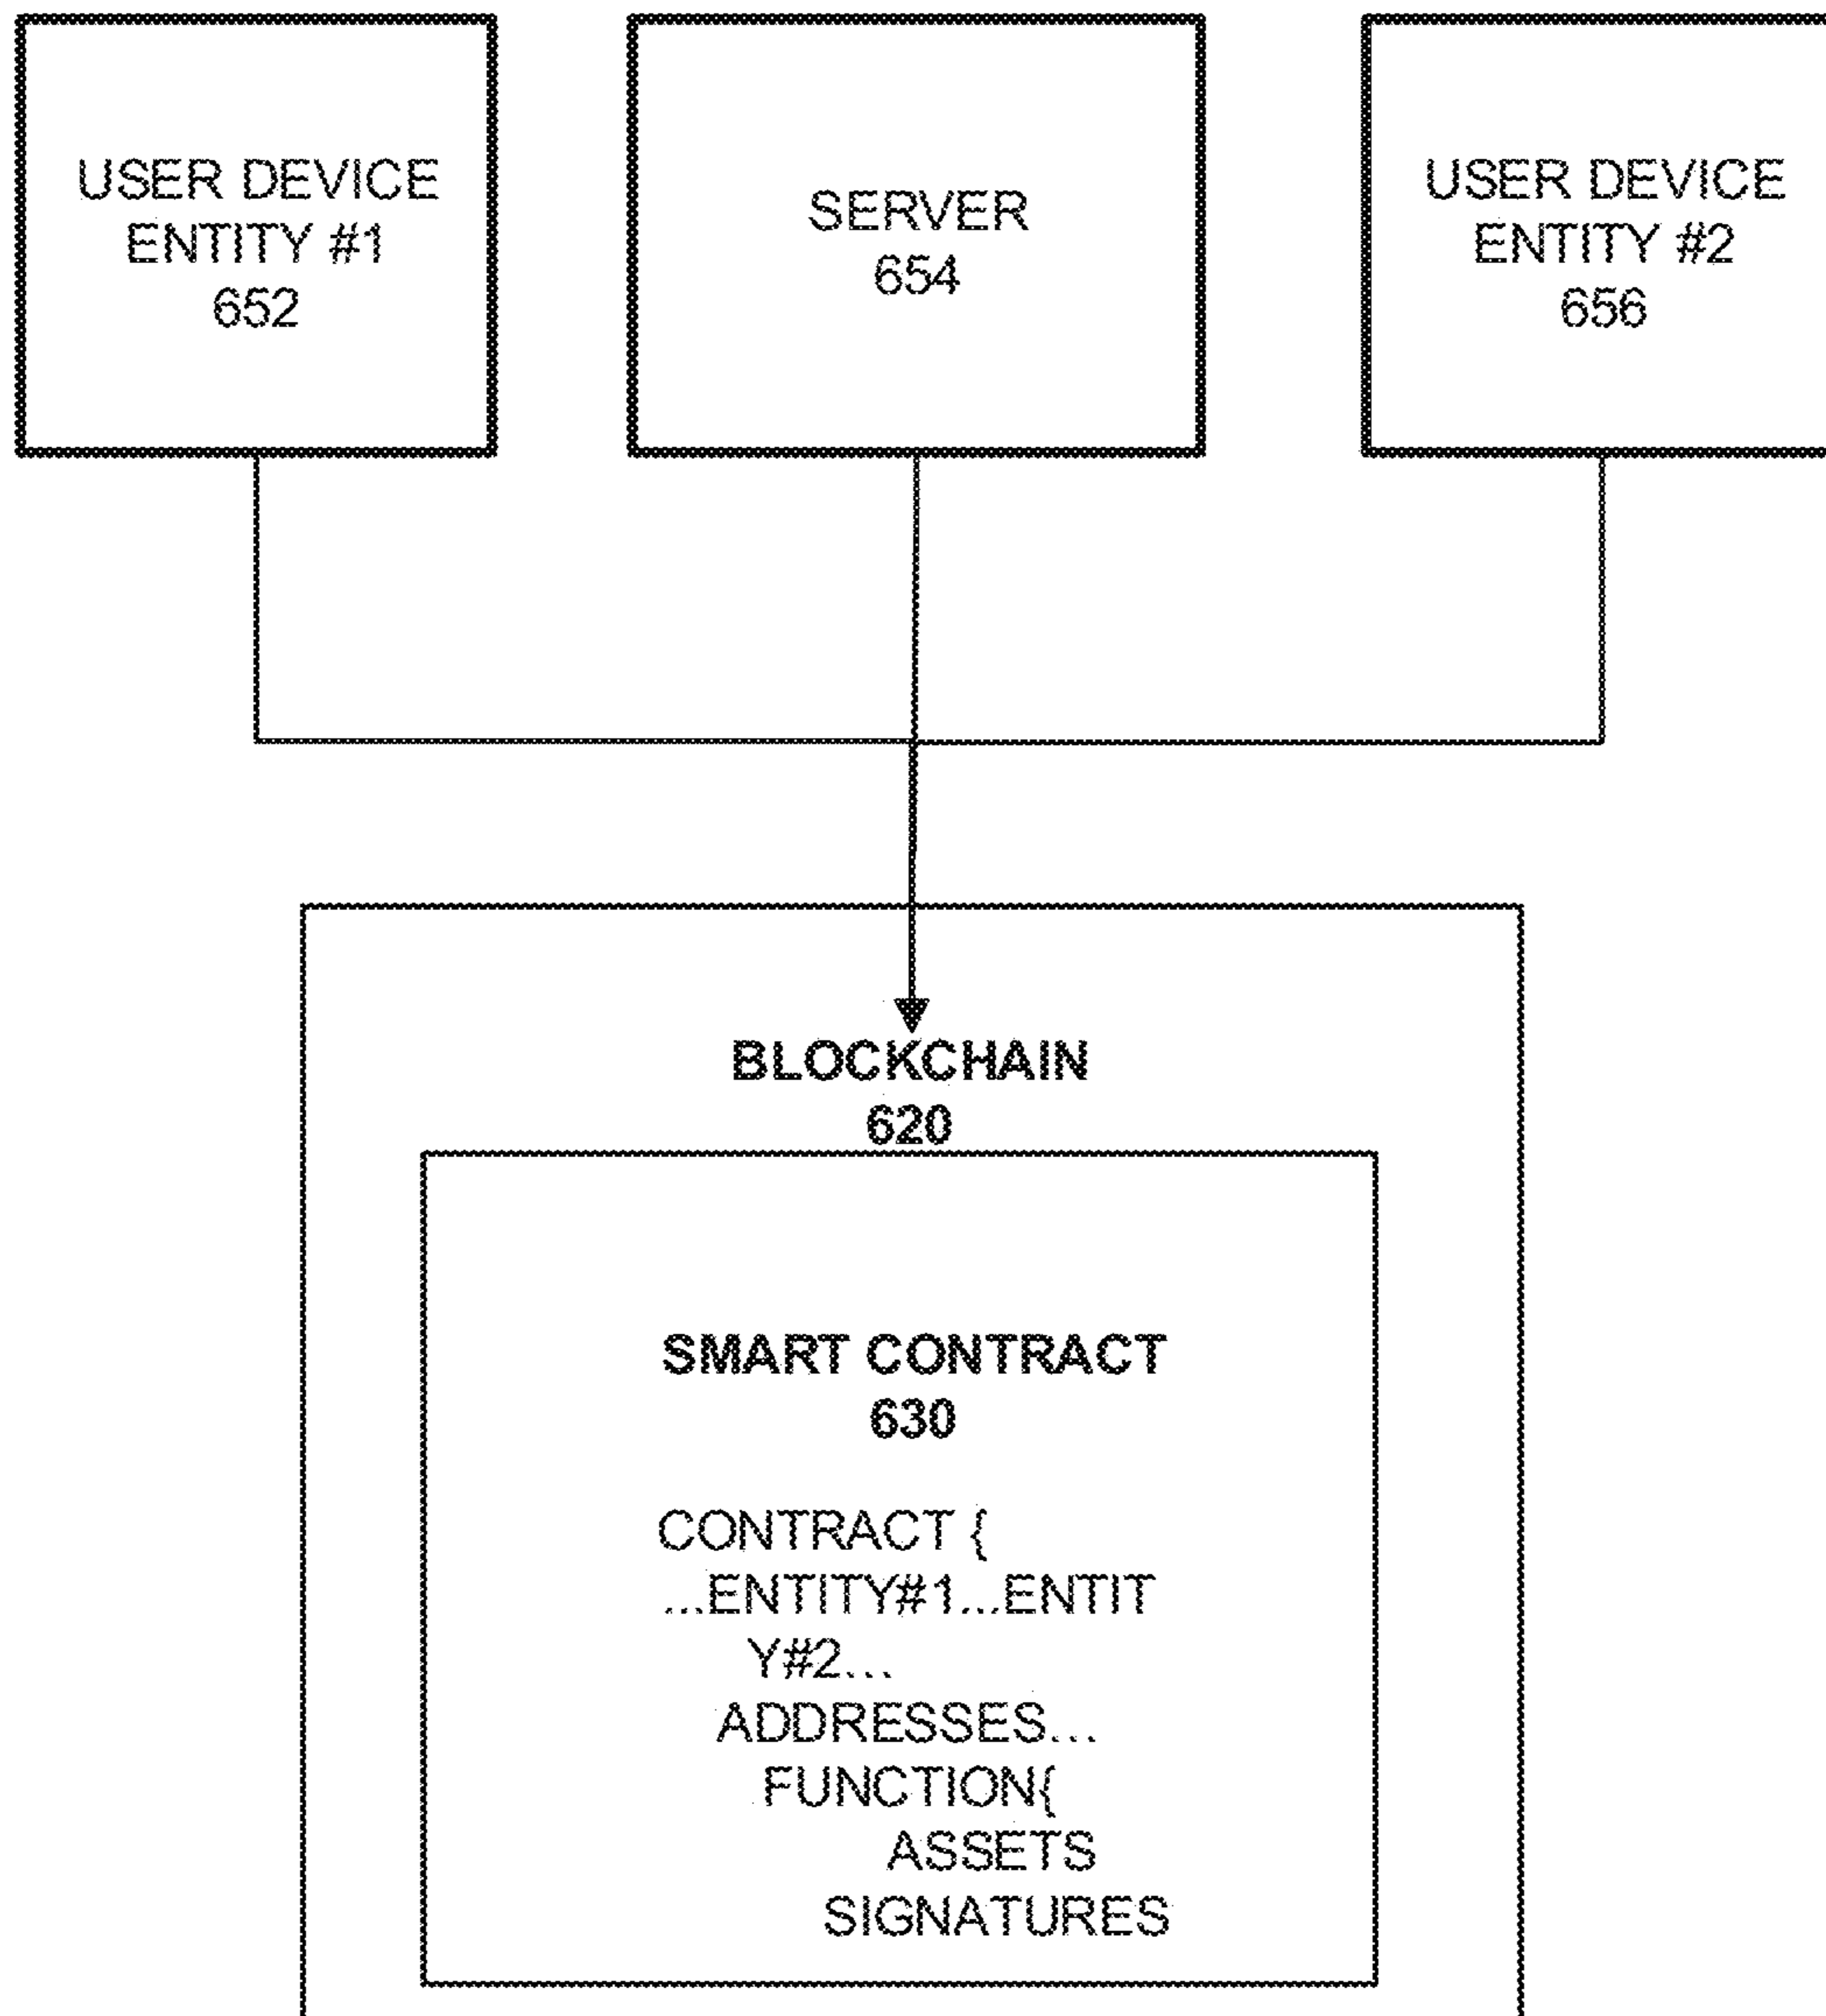 USER DEVICE
ENTITY #1
652
SERVER
654
USER DEVICE
ENTITY #2
656
BLOCKCHAIN
620
SMART CONTRACT
630
CONTRACT {
...ENTITY#1...ENTIT
Y#2...
ADDRESSES...
FUNCTION{
ASSETS
SIGNATURES